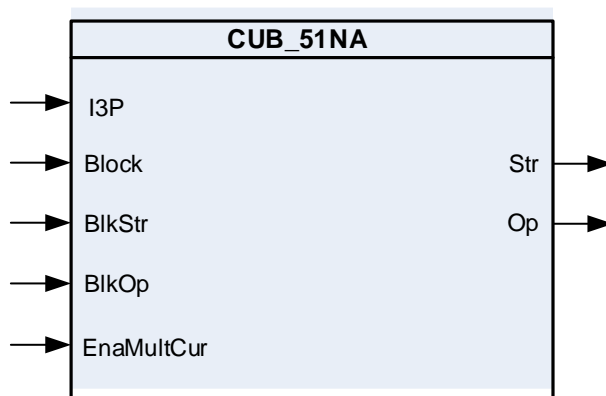 CUB_51NA
I3P
Block
Str
BlkStr
Op
BlkOp
EnaMultCur